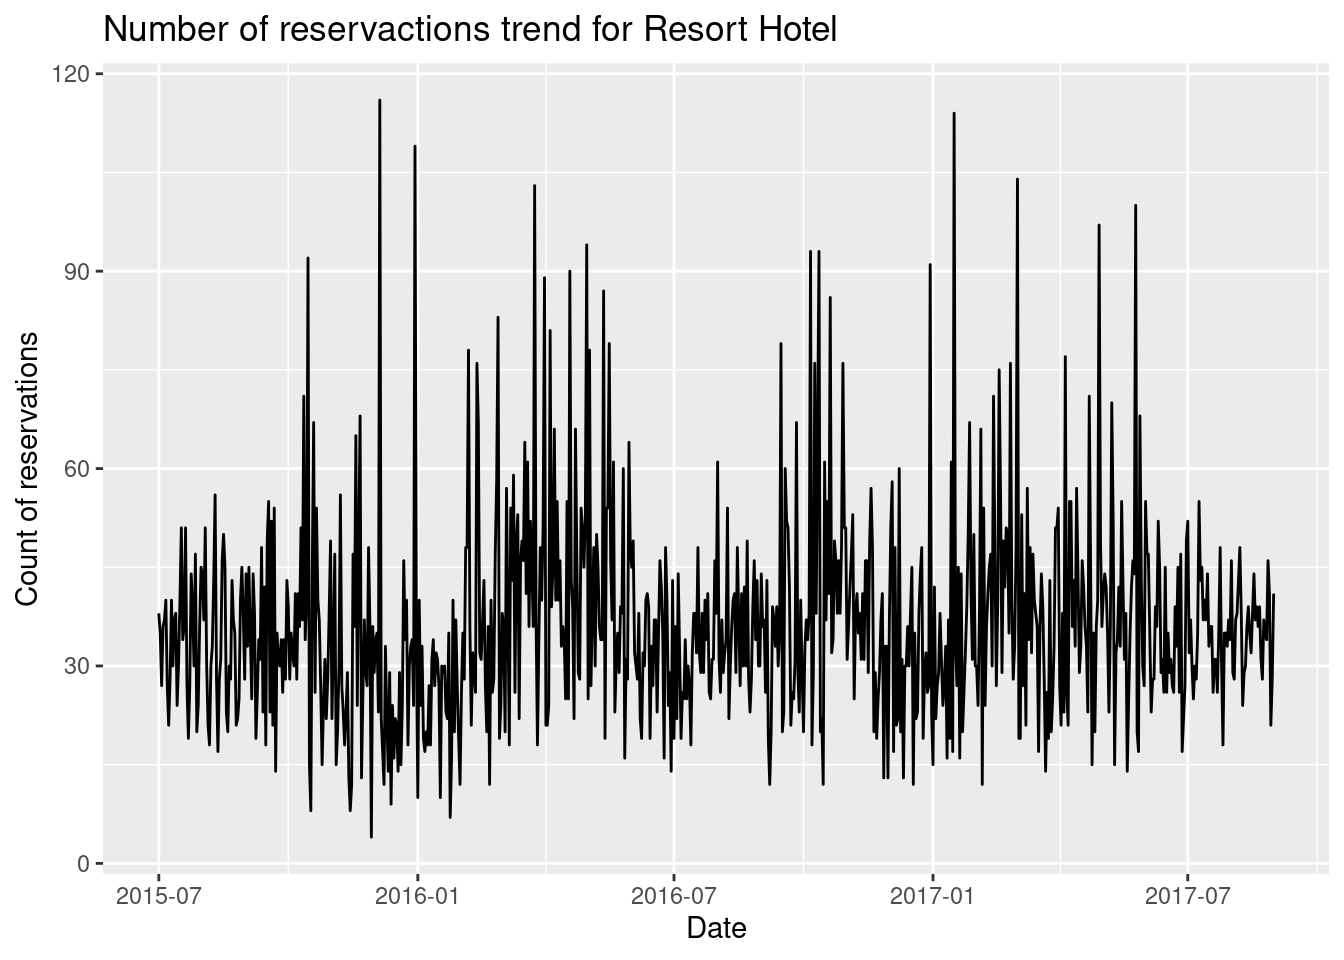 Number of reservactions trend for Resort Hotel
Count of reservations
120
90
60
30
0
2015-07 2016-01 2016-07 2017-01 2017-07
Date